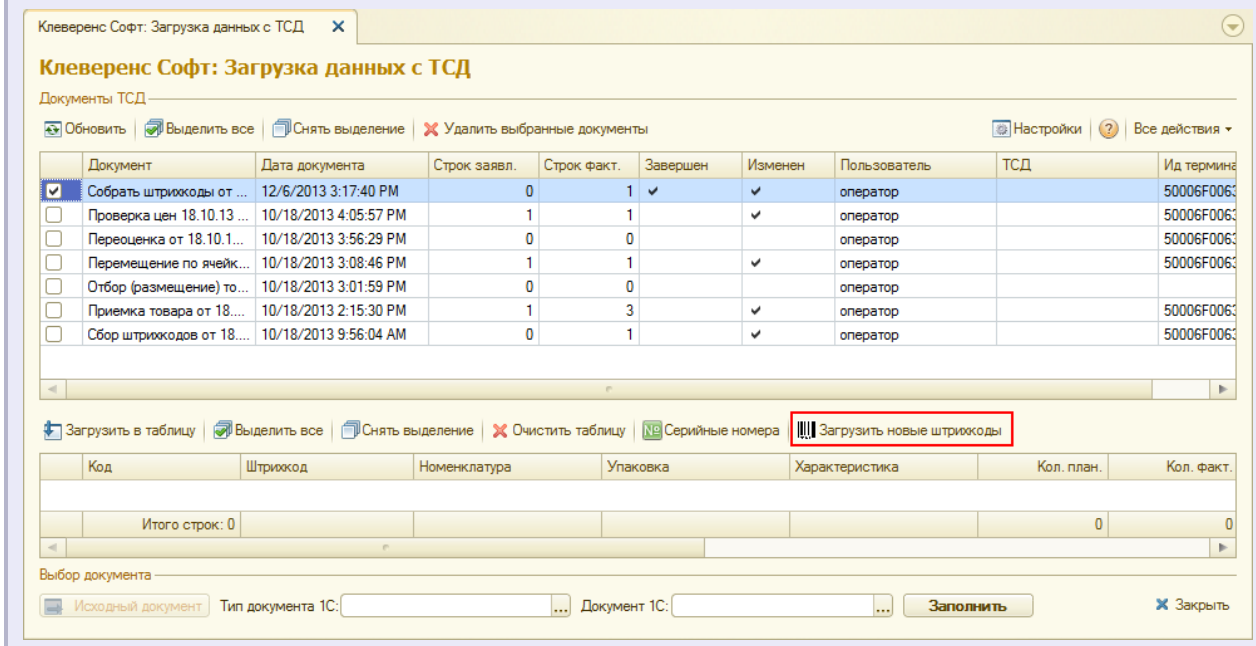 Клеверенс Софт: Загрузка данных с ТСД
Клеверенс Софт: Загрузка данных с ТСД
Документы ТСД
Обновить Выделить все Снять выделение Удалить выбранные документы Настройки ? Все действия
Документ Дата документа Строк заявл. Строк факт. Завершен Изменен Пользователь ТСД Ид термина
Собрать штрихкоды от ... 12/6/2013 3:17:40 PM 0 1 ✔ ✔ оператор 50006F0063
Проверка цен 18.10.13 ... 10/18/2013 4:05:57 PM 1 1 ✔ оператор 50006F0063
Переоценка от 18.10.1... 10/18/2013 3:56:29 PM 0 0 оператор 50006F0063
Перемещение по ячейк... 10/18/2013 3:08:46 PM 1 1 ✔ оператор 50006F0063
Отбор (размещение) то... 10/18/2013 3:01:59 PM 0 0 оператор
Приемка товара от 18.... 10/18/2013 2:15:30 PM 1 3 ✔ оператор 50006F0063
Сбор штрихкодов от 18.... 10/18/2013 9:56:04 AM 0 1 ✔ оператор 50006F0063
Загрузить в таблицу Выделить все Снять выделение Очистить таблицу № Серийные номера Загрузить новые штрихкоды
Код Штрихкод Номенклатура Упаковка Характеристика Кол. план. Кол. факт.
Итого строк: 0 0 0
Выбор документа
Исходный документ Тип документа 1С: ... Документ 1С: ... Заполнить Закрыть